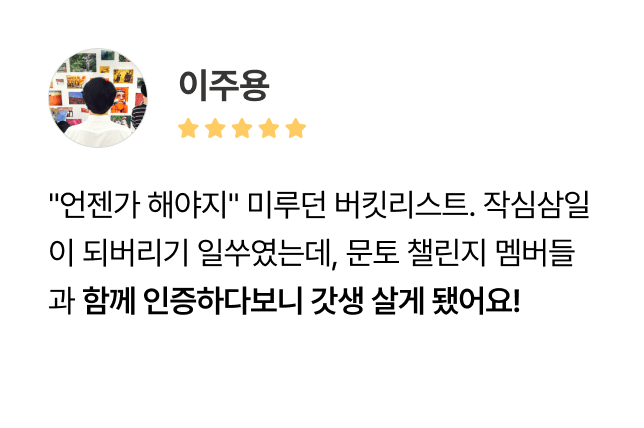 이주용
"언젠가 해야지" 미루던 버킷리스트. 작심삼일
이 되버리기 일쑤였는데, 문토 챌린지 멤버들
과 함께 인증하다보니 갓생 살게 됐어요!